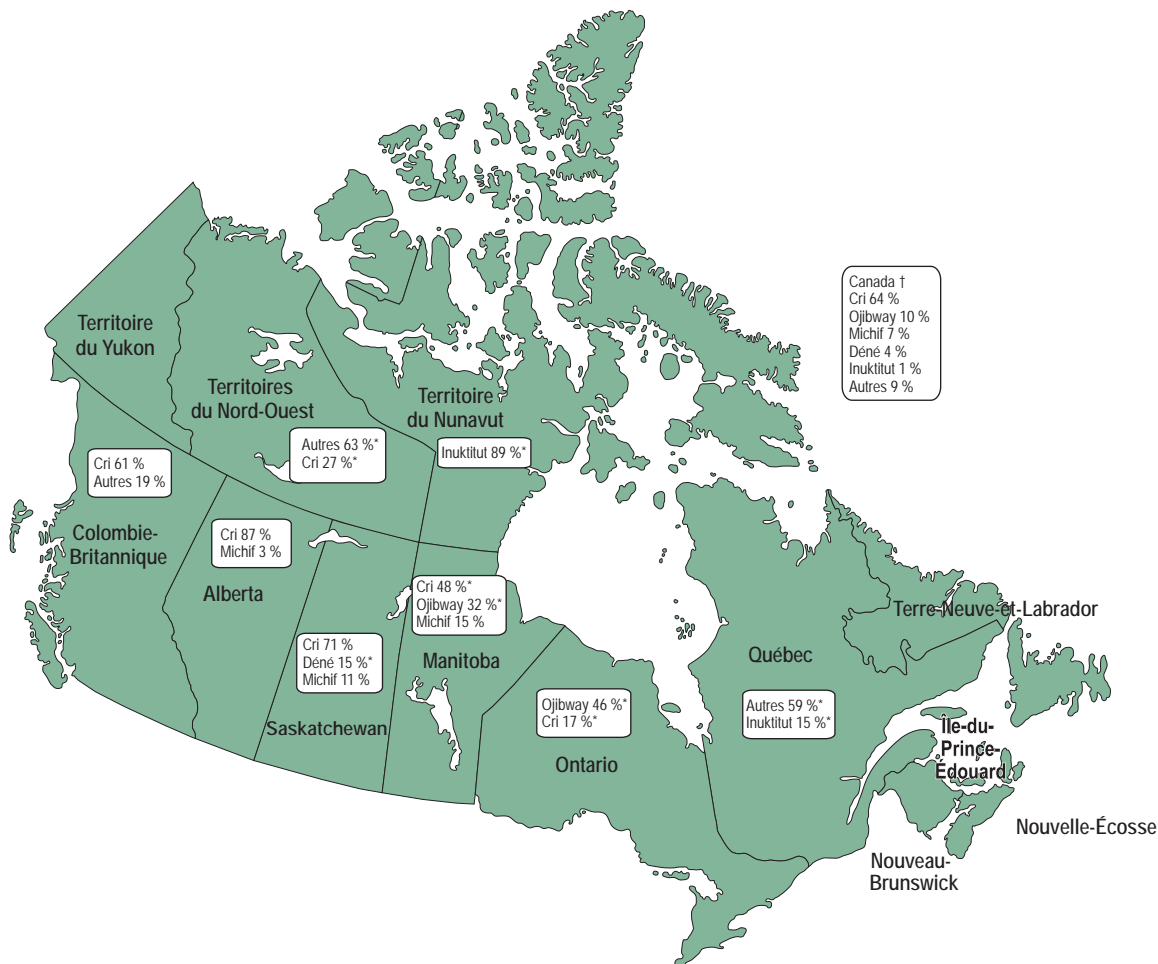 Canada †
Cri 64 %
Ojibway 10 %
Michif 7 %
Déné 4 %
Inuktitut 1 %
Autres 9 %
Territoire
du Yukon
Territoires
du Nord-Ouest
Territoire
du Nunavut
Autres 63 %*
Cri 27 %*
Inuktitut 89 %*
Cri 61 %
Autres 19 %
Colombie-
Britannique
Cri 87 %
Michif 3 %
Alberta
Cri 71 %
Déné 15 %*
Michif 11 %
Saskatchewan
Cri 48 %*
Ojibway 32 %*
Michif 15 %
Manitoba
Ojibway 46 %*
Cri 17 %*
Ontario
Québec
Autres 59 %*
Inuktitut 15 %*
Terre-Neuve-et-Labrador
Île-du-
Prince-
Édouard
Nouvelle-Écosse
Nouveau-
Brunswick